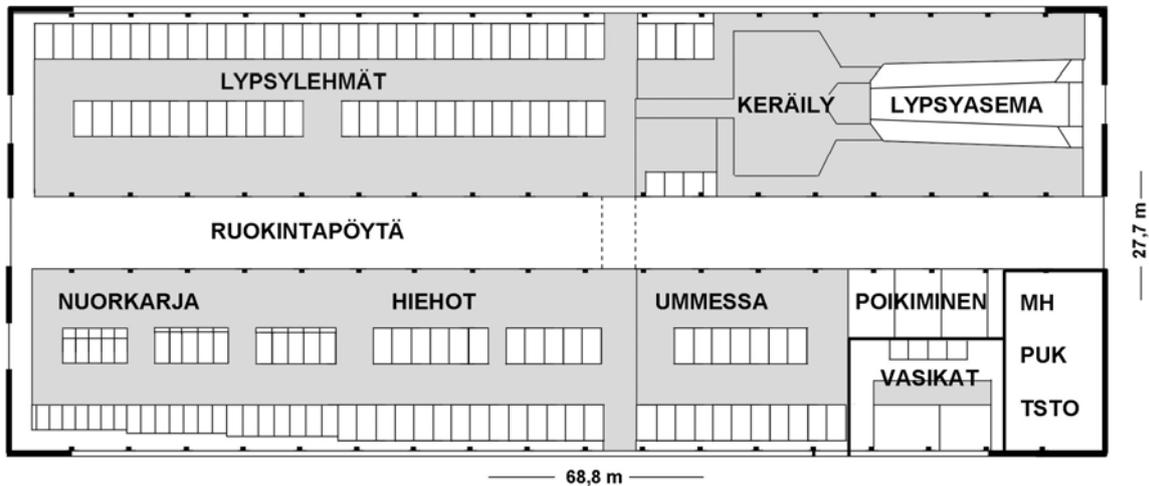 LYPSYLEHMÄT
KERÄILY
LYPSYASEMA
RUOKINTAPÖYTÄ
27,7 m
NUORKARJA
HIEHOT
UMMESSA
POIKIMINEN
MH
PUK
VASIKAT
TSTO
68,8 m